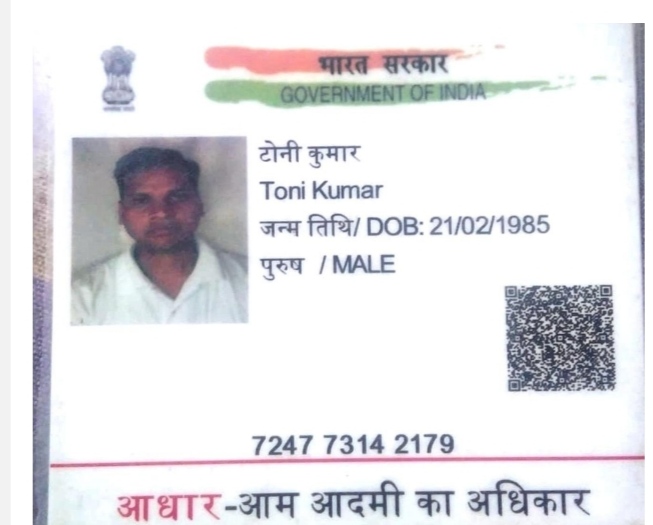 भारत सरकार
GOVERNMENT OF INDIA
टोनी कुमार
Toni Kumar
जन्म तिथि/ DOB: 21/02/1985
पुरुष / MALE
7247 7314 2179
आधार-आम आदमी का अधिकार